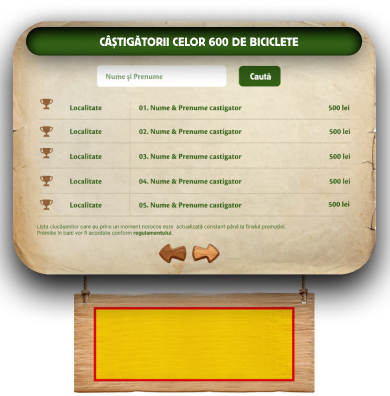 CÂȘTIGĂTORII CELOR 600 DE BICICLETE
Nume și Prenume Caută
Localitate 01. Nume & Prenume castigator 500 lei
Localitate 02. Nume & Prenume castigator 500 lei
Localitate 03. Nume & Prenume castigator 500 lei
Localitate 04. Nume & Prenume castigator 500 lei
Localitate 05. Nume & Prenume castigator 500 lei
Lista ciocășenilor care au prins un moment norocos este actualizată constant până la finalul promoției.
Premiile în bani vor fi acordate conform regulamentului.